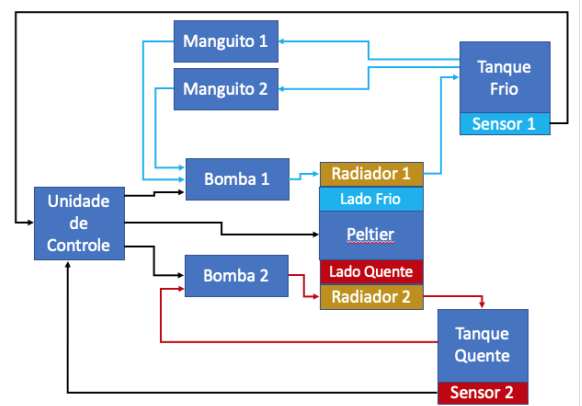 Manguito 1
Manguito 2
Tanque
Frio
Sensor 1
Bomba 1
Radiador 1
Lado Frio
Unidade
de
Controle
Peltier
Bomba 2
Lado Quente
Radiador 2
Tanque
Quente
Sensor 2